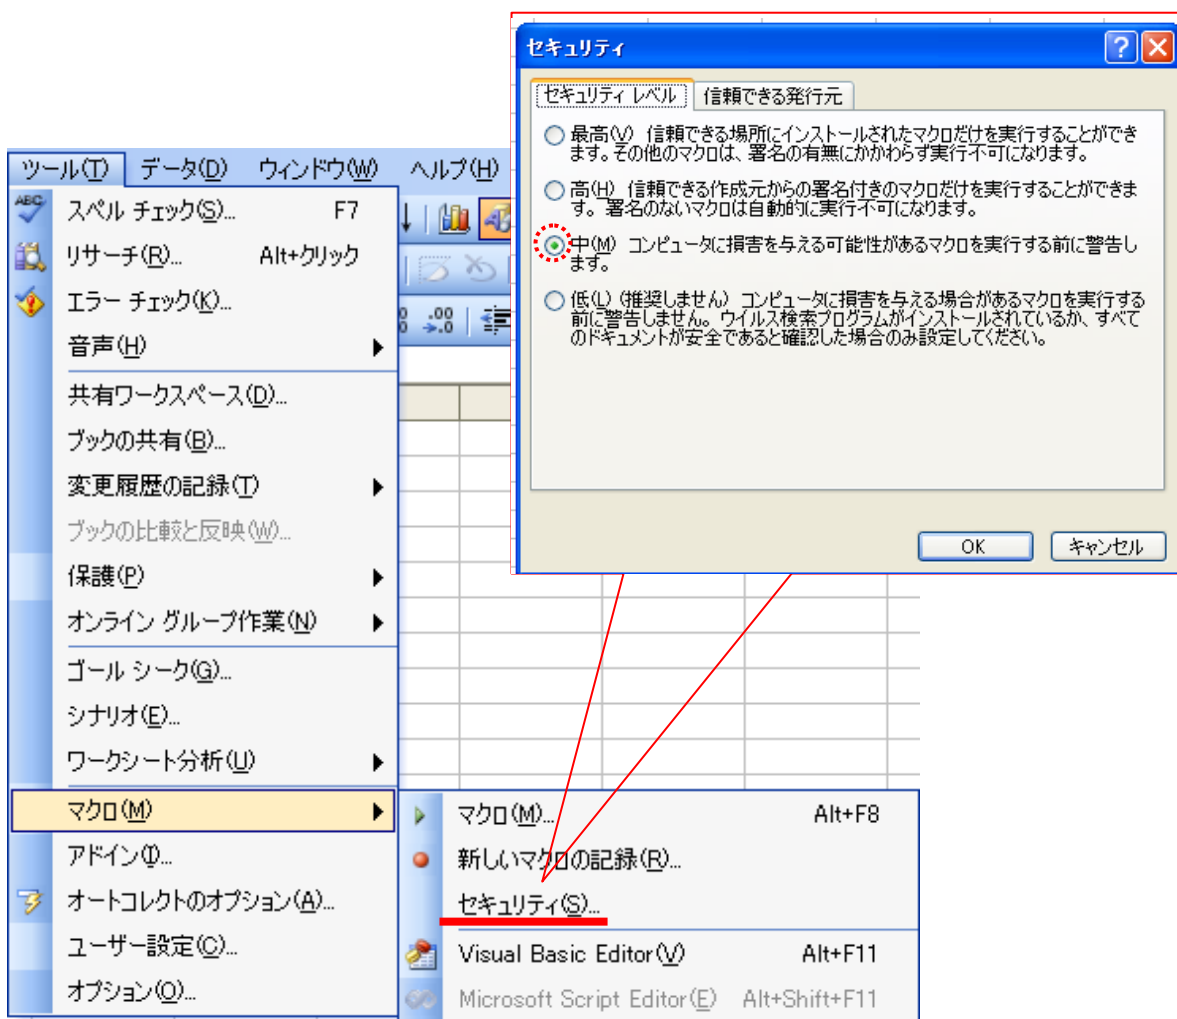 セキュリティ
セキュリティ レベル 信頼できる発行元
最高(V) 信頼できる場所にインストールされたマクロだけを実行することができ
ます。その他のマクロは、署名の有無にかかわらず実行不可になります。
高(H) 信頼できる作成元からの署名付きのマクロだけを実行することができま
す。署名のないマクロは自動的に実行不可になります。
中(M) コンピュータに損害を与える可能性があるマクロを実行する前に警告し
ます。
低(L) (推奨しません) コンピュータに損害を与える場合があるマクロを実行する
前に警告しません。ウイルス検索プログラムがインストールされているか、すべて
のドキュメントが安全であると確認した場合のみ設定してください。
OK キャンセル
ツール(T) データ(D) ウィンドウ(W) ヘルプ(H)
スペル チェック(S)... F7
リサーチ(R)... Alt+クリック
エラー チェック(K)...
音声(H)
共有ワークスペース(D)...
ブックの共有(B)...
変更履歴の記録(T)
ブックの比較と反映(W)...
保護(P)
オンライン グループ作業(N)
ゴール シーク(G)...
シナリオ(E)...
ワークシート分析(U)
マクロ(M)
アドイン(I)...
オートコレクトのオプション(A)...
ユーザー設定(C)...
オプション(O)...
マクロ(M)... Alt+F8
新しいマクロの記録(R)...
セキュリティ(S)...
Visual Basic Editor(V) Alt+F11
Microsoft Script Editor(E) Alt+Shift+F11